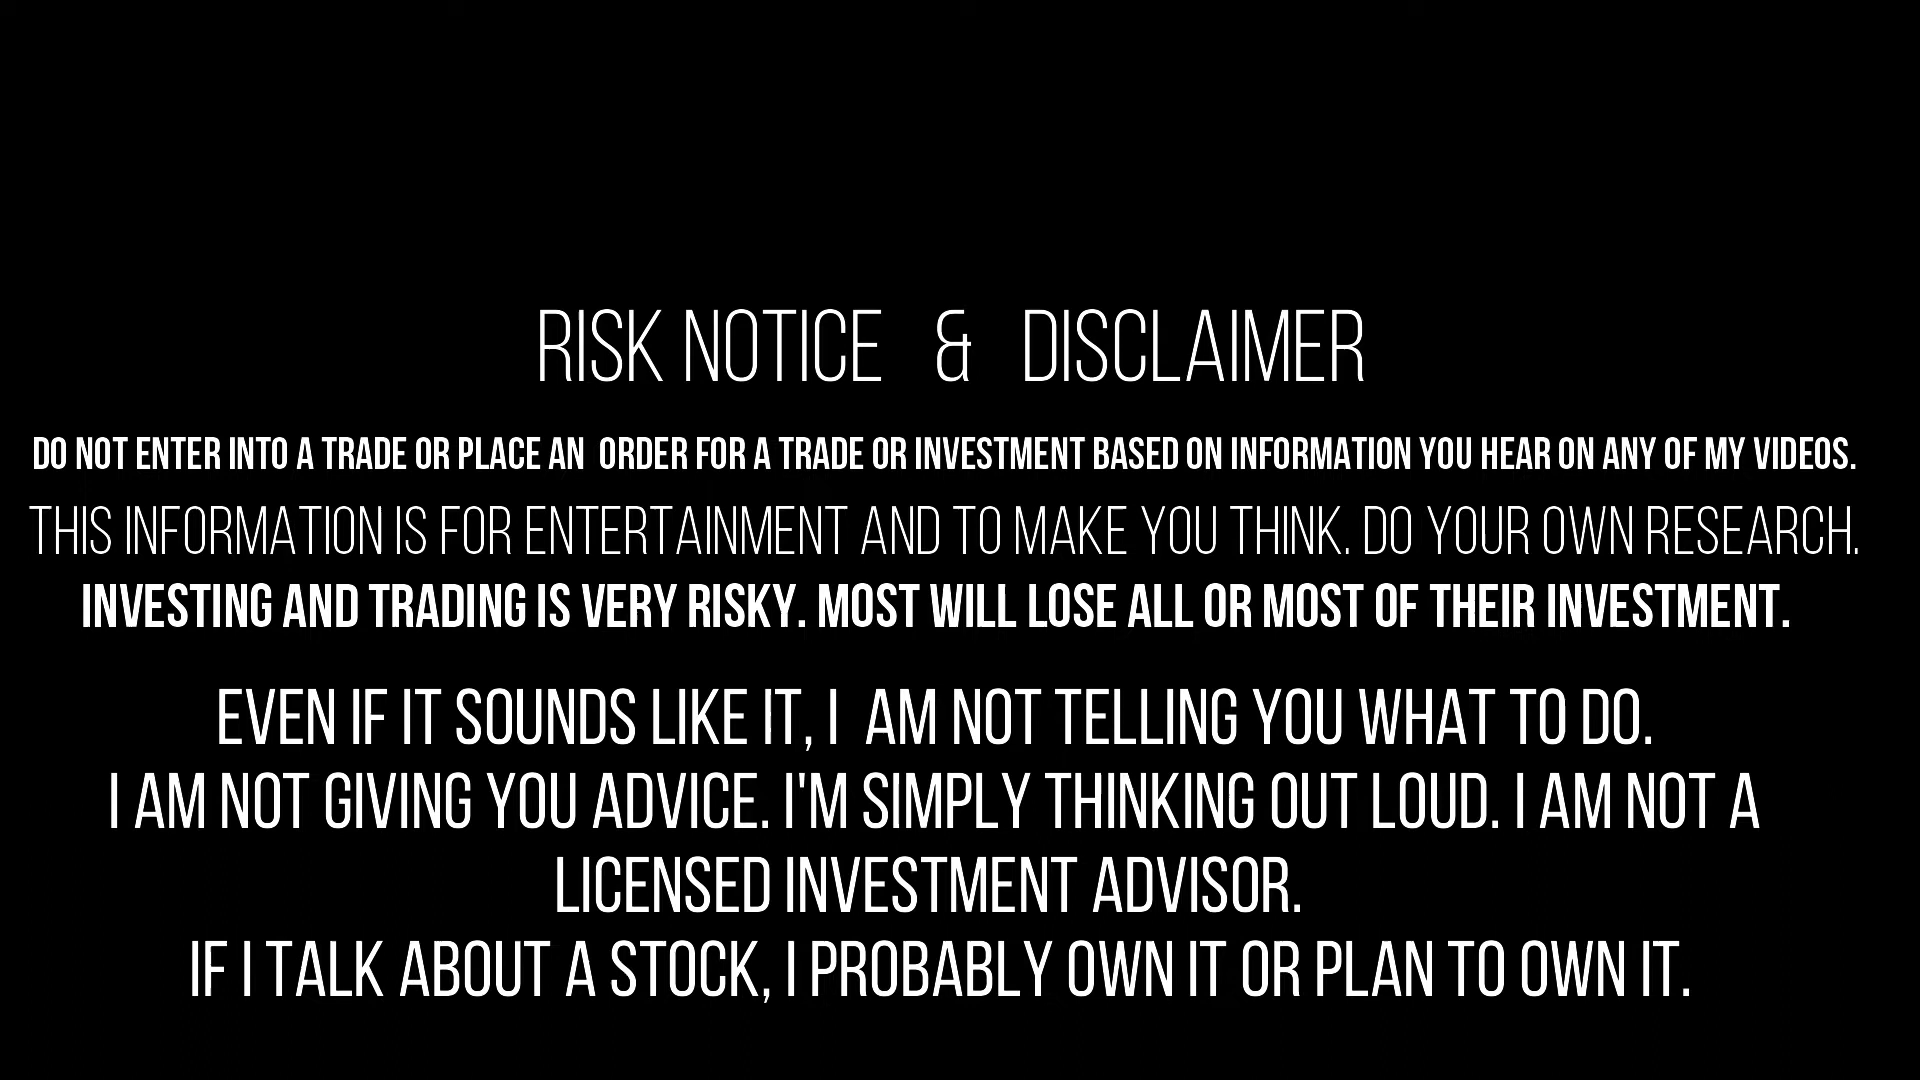 RISK NOTICE & DISCLAIMER
DO NOT ENTER INTO A TRADE OR PLACE AN ORDER FOR A TRADE OR INVESTMENT BASED ON INFORMATION YOU HEAR ON ANY OF MY VIDEOS.
THIS INFORMATION IS FOR ENTERTAINMENT AND TO MAKE YOU THINK. DO YOUR OWN RESEARCH.
INVESTING AND TRADING IS VERY RISKY. MOST WILL LOSE ALL OR MOST OF THEIR INVESTMENT.
EVEN IF IT SOUNDS LIKE IT, I AM NOT TELLING YOU WHAT TO DO.
I AM NOT GIVING YOU ADVICE. I'M SIMPLY THINKING OUT LOUD. I AM NOT A
LICENSED INVESTMENT ADVISOR.
IF I TALK ABOUT A STOCK, I PROBABLY OWN IT OR PLAN TO OWN IT.